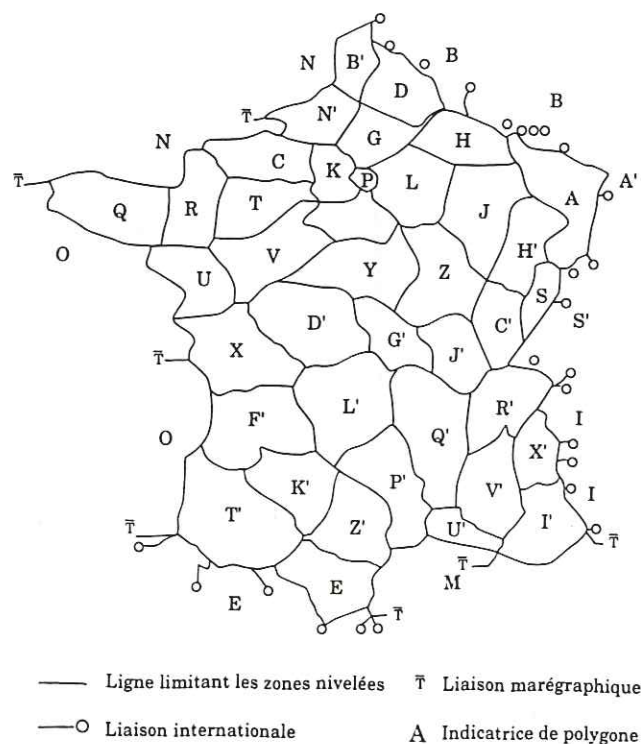 B'
N
D
B
T
N'
B
G
H
N
C
K
P
L
A'
T
A
Q
R
T
J
H'
O
V
U
Y
Z
S
S'
D'
C'
X
G'
J'
T
L'
R'
F'
I
O
Q'
X'
K'
P'
V'
I
T'
I'
T
Z'
U'
T
T
M
E
E
T
Ligne limitant les zones nivelées T Liaison marégraphique
Liaison internationale A Indicatrice de polygone